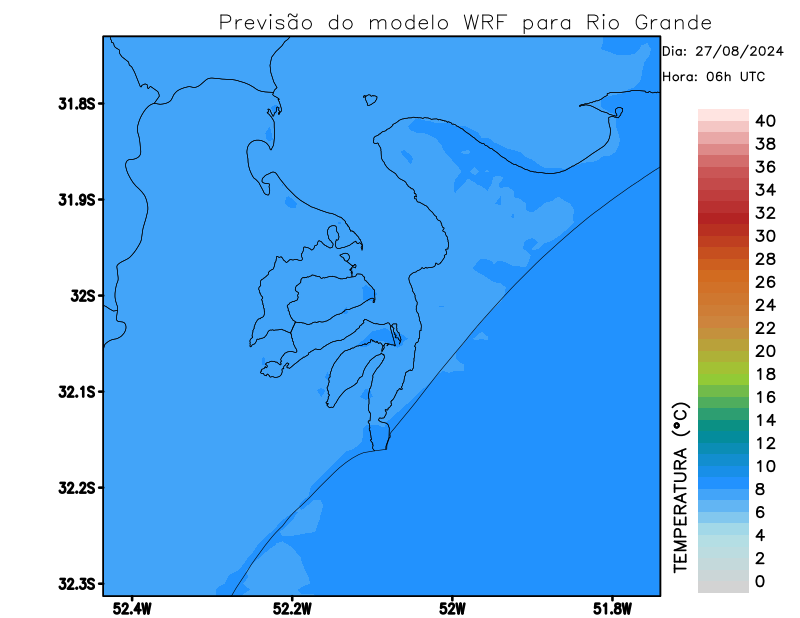 Previsão do modelo WRF para Rio Grande
Dia: 27/08/2024
Hora: 06h UTC
31.8S
31.9S
32S
32.1S
32.2S
32.3S
52.4W
52.2W
52W
51.8W
TEMPERATURA (°C)
40
38
36
34
32
30
28
26
24
22
20
18
16
14
12
10
8
6
4
2
0